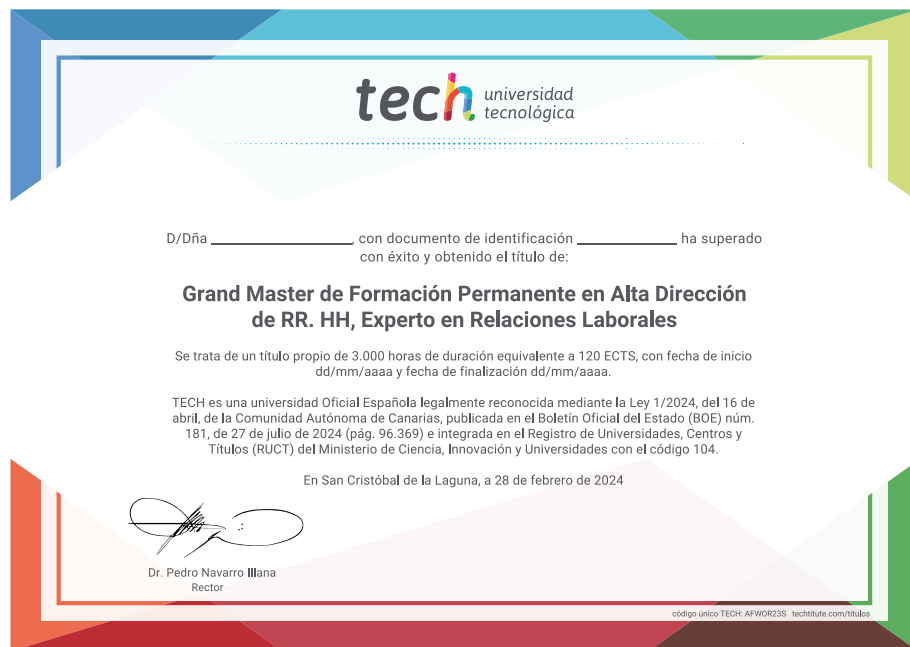 tech universidad
tecnológica
D/Dña ________________, con documento de identificación ____________ ha superado
con éxito y obtenido el título de:
Grand Master de Formación Permanente en Alta Dirección
de RR. HH, Experto en Relaciones Laborales
Se trata de un título propio de 3.000 horas de duración equivalente a 120 ECTS, con fecha de inicio
dd/mm/aaaa y fecha de finalización dd/mm/aaaa.
TECH es una universidad Oficial Española legalmente reconocida mediante la Ley 1/2024, del 16 de
abril, de la Comunidad Autónoma de Canarias, publicada en el Boletín Oficial del Estado (BOE) núm.
181, de 27 de julio de 2024 (pág. 96.369) e integrada en el Registro de Universidades, Centros y
Títulos (RUCT) del Ministerio de Ciencia, Innovación y Universidades con el código 104.
En San Cristóbal de la Laguna, a 28 de febrero de 2024
Dr. Pedro Navarro Illana
Rector
código único TECH: AFWOR23S techtitute.com/titulos